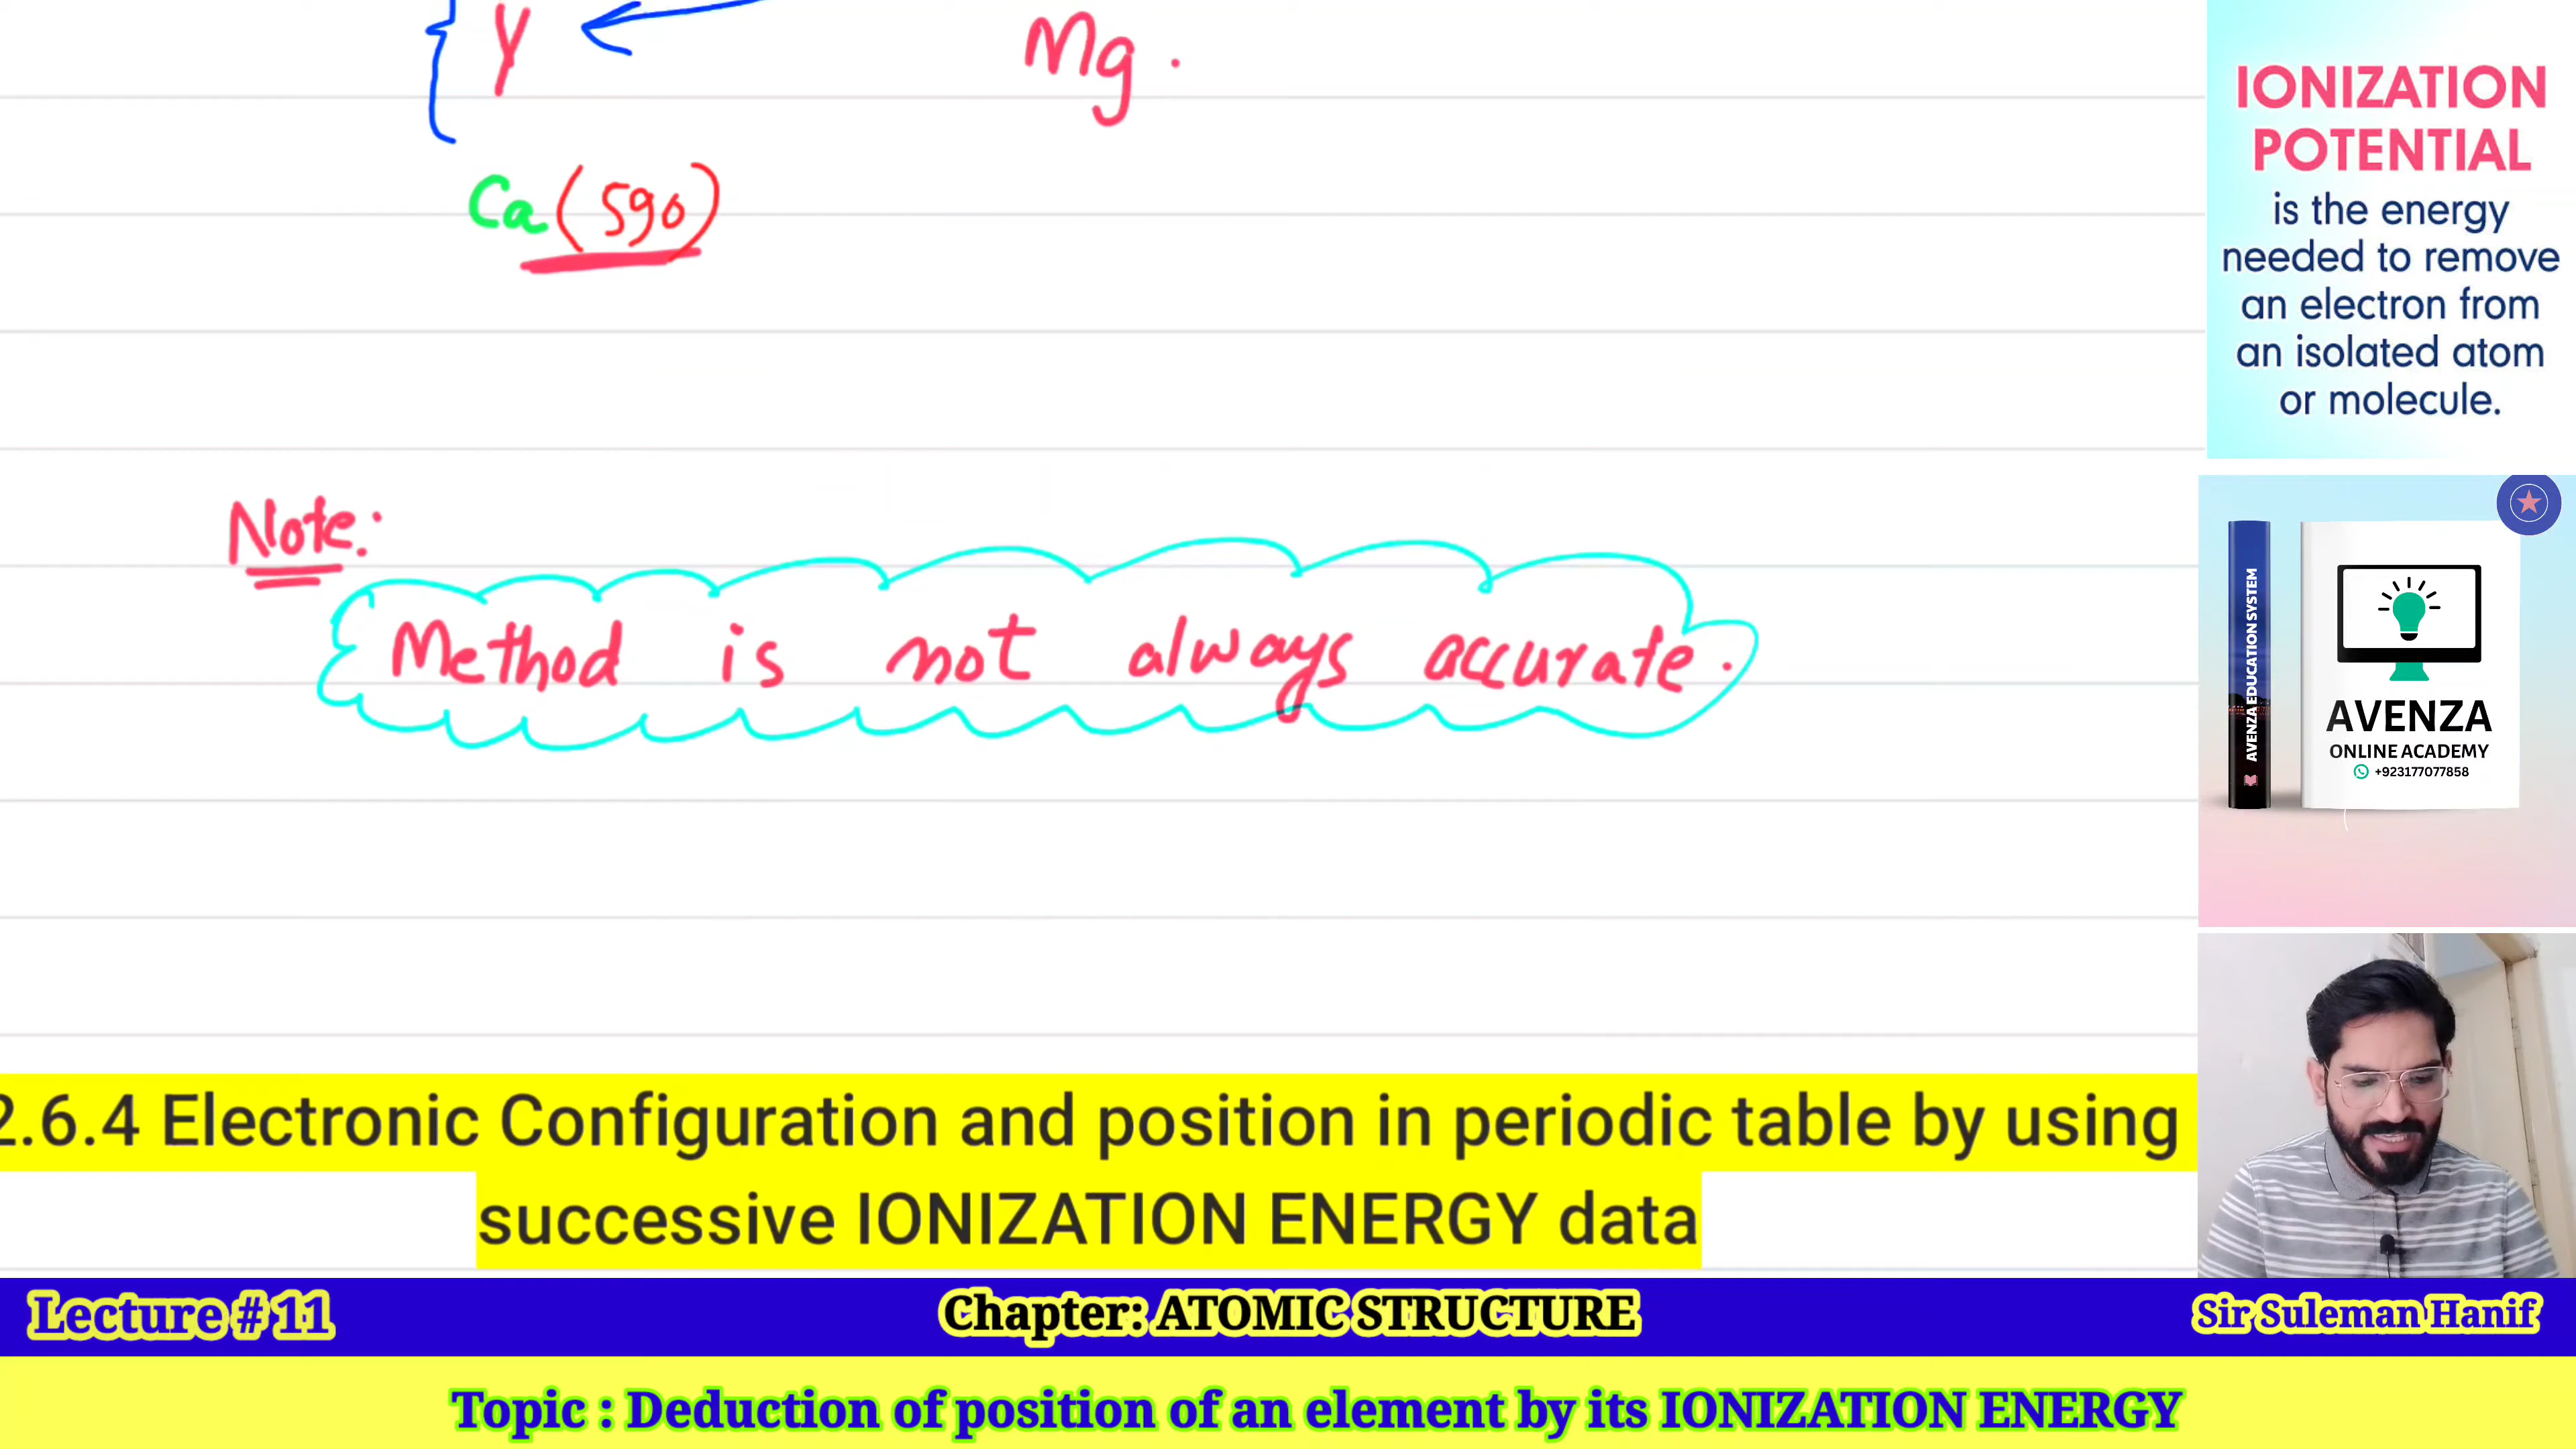 Y
Mg.
Ca (590)
Note:
Method is not always accurate.
2.6.4 Electronic Configuration and position in periodic table by using
successive IONIZATION ENERGY data
IONIZATION
POTENTIAL
is the energy
needed to remove
an electron from
an isolated atom
or molecule.
AVENZA EDUCATION SYSTEM
AVENZA
ONLINE ACADEMY
+923177077858
Lecture # 11
Chapter: ATOMIC STRUCTURE
Sir Suleman Hanif
Topic : Deduction of position of an element by its IONIZATION ENERGY